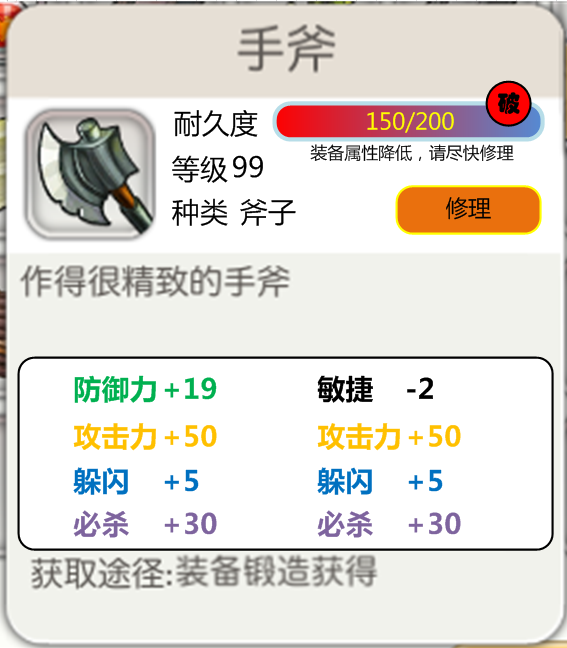 手斧
破
耐久度 150/200
装备属性降低，请尽快修理
等级 99
种类 斧子
修理
作得很精致的手斧
防御力 +19 敏捷 -2
攻击力 +50 攻击力 +50
躲闪 +5 躲闪 +5
必杀 +30 必杀 +30
获取途径:装备锻造获得